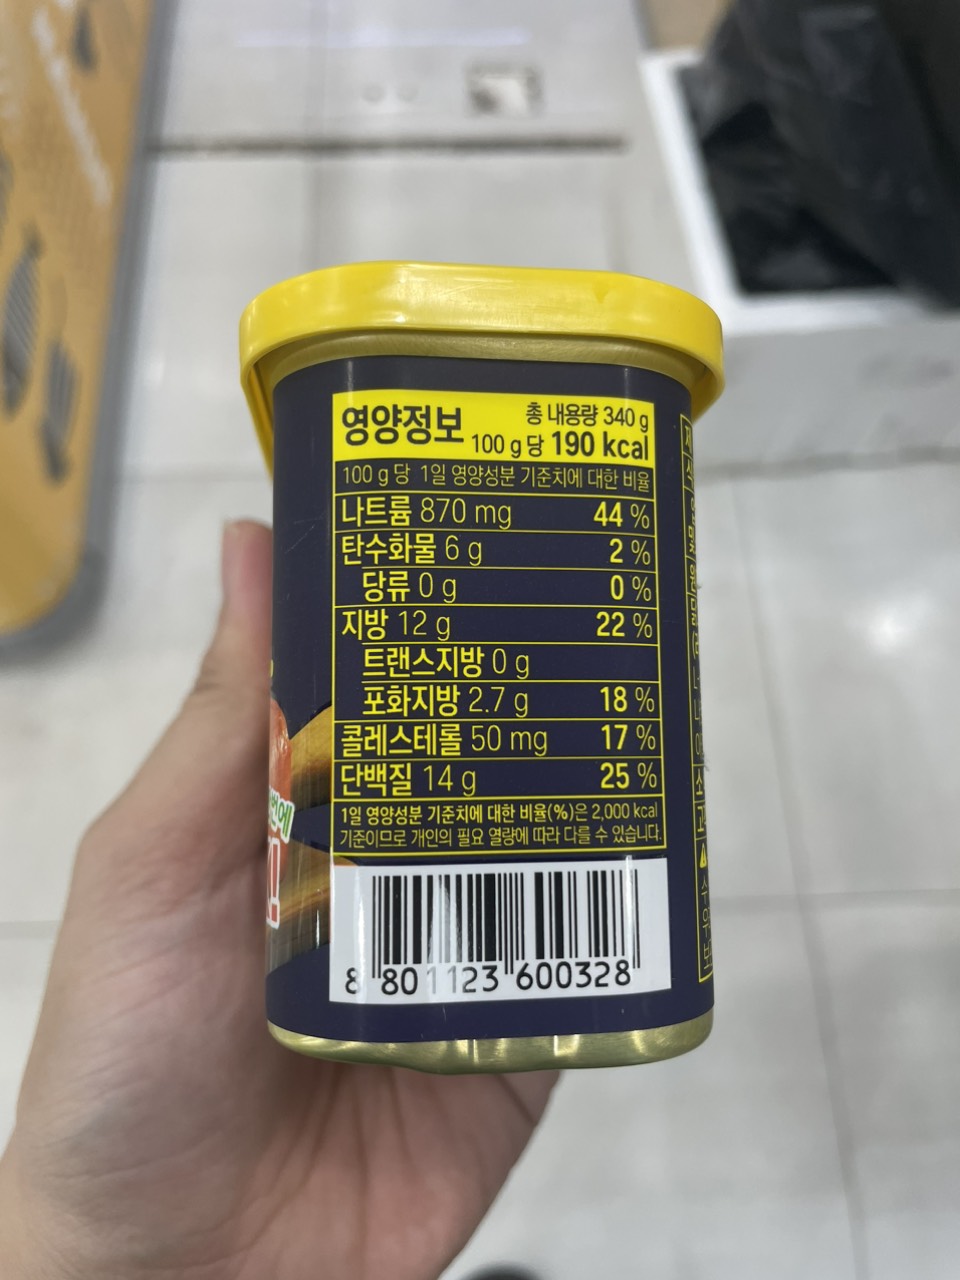 영양정보
총 내용량 340 g
100 g 당 190 kcal
100 g 당 1일 영양성분 기준치에 대한 비율
나트륨 870 mg 44 %
탄수화물 6 g 2 %
당류 0 g 0 %
지방 12 g 22 %
트랜스지방 0 g
포화지방 2.7 g 18 %
콜레스테롤 50 mg 17 %
단백질 14 g 25 %
1일 영양성분 기준치에 대한 비율(%)은 2,000 kcal
기준이므로 개인의 필요 열량에 따라 다를 수 있습니다.
8 801123 600328
번에